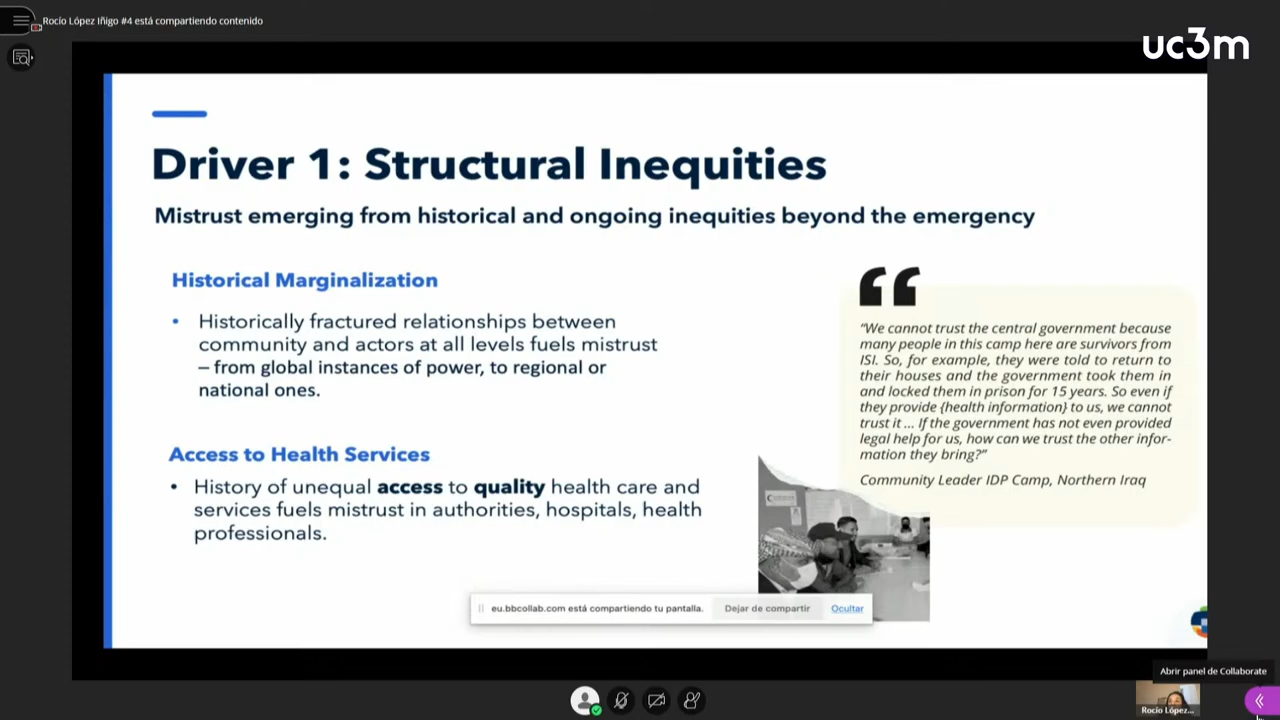 Rocío López Iñigo #4 está compartiendo contenido
uc3m
Driver 1: Structural Inequities
Mistrust emerging from historical and ongoing inequities beyond the emergency
Historical Marginalization
• Historically fractured relationships between
community and actors at all levels fuels mistrust
– from global instances of power, to regional or
national ones.
Access to Health Services
• History of unequal access to quality health care and
services fuels mistrust in authorities, hospitals, health
professionals.
“We cannot trust the central government because
many people in this camp here are survivors from
ISI. So, for example, they were told to return to
their houses and the government took them in
and locked them in prison for 15 years. So even if
they provide {health information} to us, we cannot
trust it ... If the government has not even provided
legal help for us, how can we trust the other infor-
mation they bring?”
Community Leader IDP Camp, Northern Iraq
eu.bbcollab.com está compartiendo tu pantalla. Dejar de compartir Ocultar
Abrir panel de Collaborate
Rocío López...